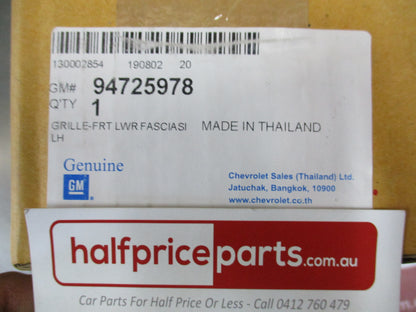 130002854 190802 20
GM# 94725978
Q'TY 1
GRILLE-FRT LWR FASCIASI MADE IN THAILAND
LH
Genuine
GM
Chevrolet Sales (Thailand) Ltd.
Jatuchak, Bangkok, 10900
www.chevrolet.co.th
halfpriceparts.com.au
Car Parts For Half Price Or Less - Call 0412 760 479